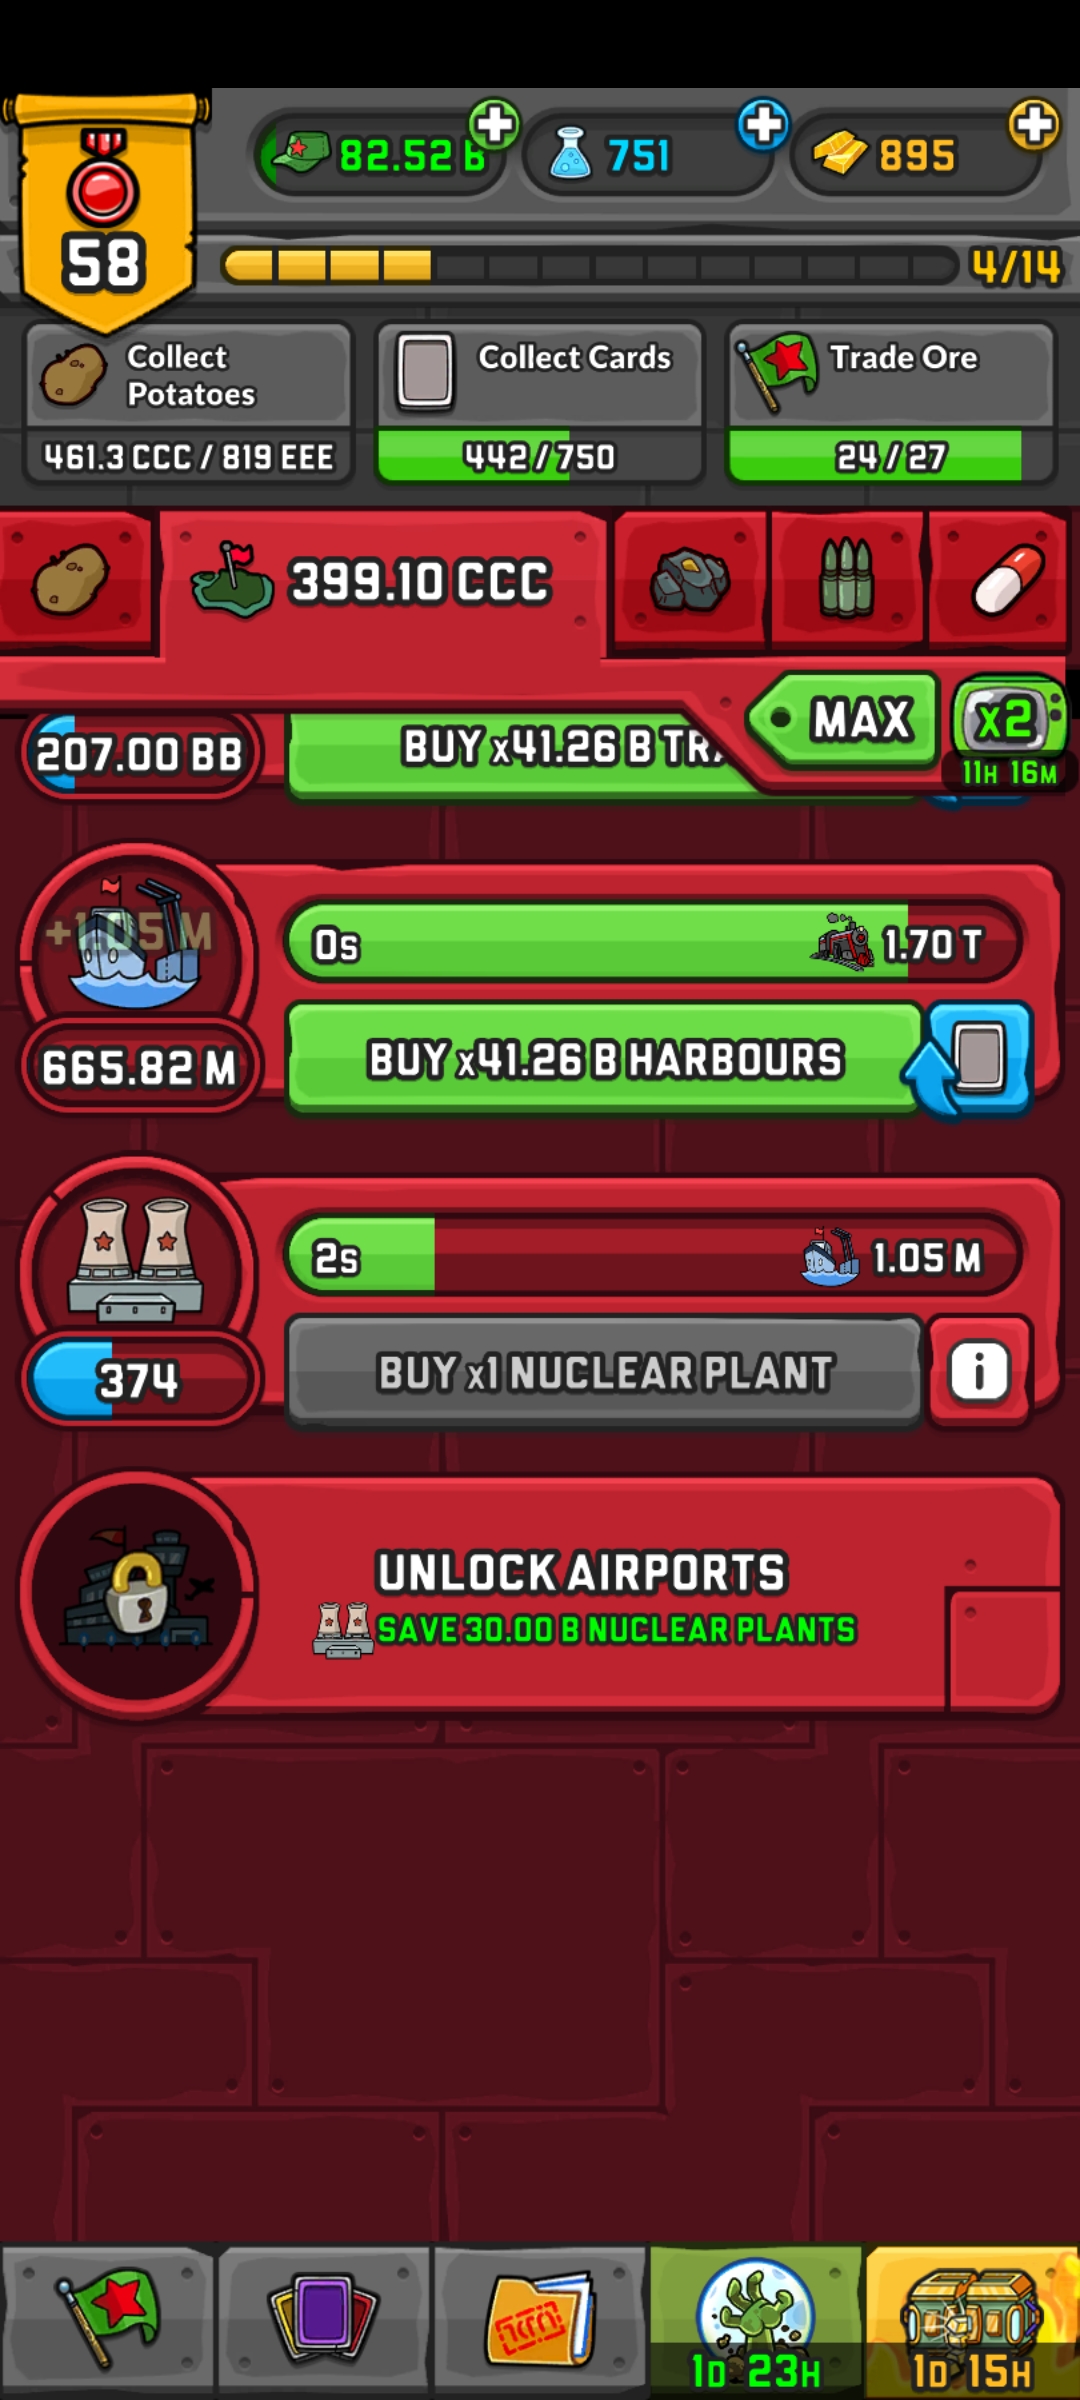 58
82.52 B
751
895
4/14
Collect
Potatoes
461.3 CCC / 819 EEE
Collect Cards
442/750
Trade Ore
24/27
399.10 CCC
MAX
x2
11H 16M
207.00 BB
BUY x41.26 B
+1.05 M
0s
1.70 T
665.82 M
BUY x41.26 B HARBOURS
2s
1.05 M
374
BUY x1 NUCLEAR PLANT
i
UNLOCK AIRPORTS
SAVE 30.00 B NUCLEAR PLANTS
1D 23H
1D 15H